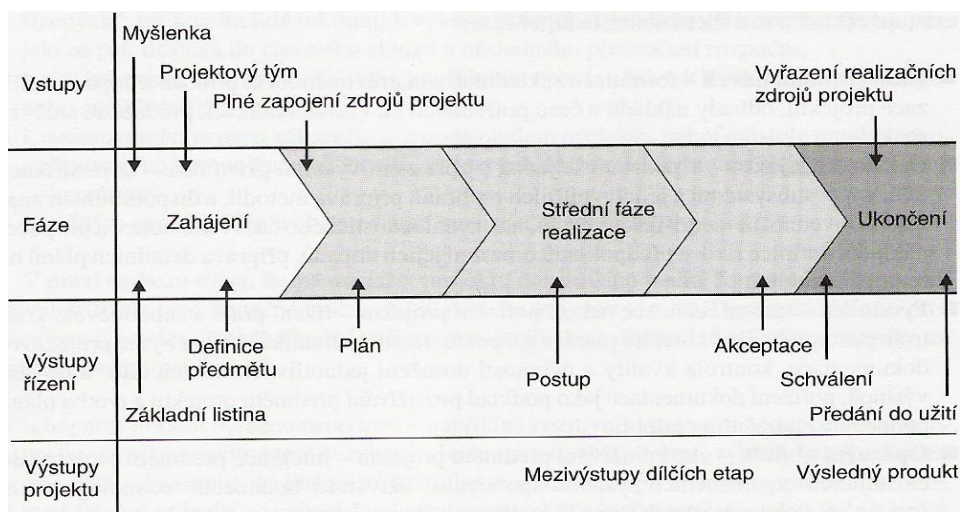 Myšlenka
Vstupy
Projektový tým
Plné zapojení zdrojů projektu
Vyřazení realizačních
zdrojů projektu
Fáze
Zahájení
Střední fáze
realizace
Ukončení
Výstupy
řízení
Základní listina
Definice
předmětu
Plán
Postup
Akceptace
Schválení
Předání do užití
Výstupy
projektu
Mezivýstupy dílčích etap
Výsledný produkt